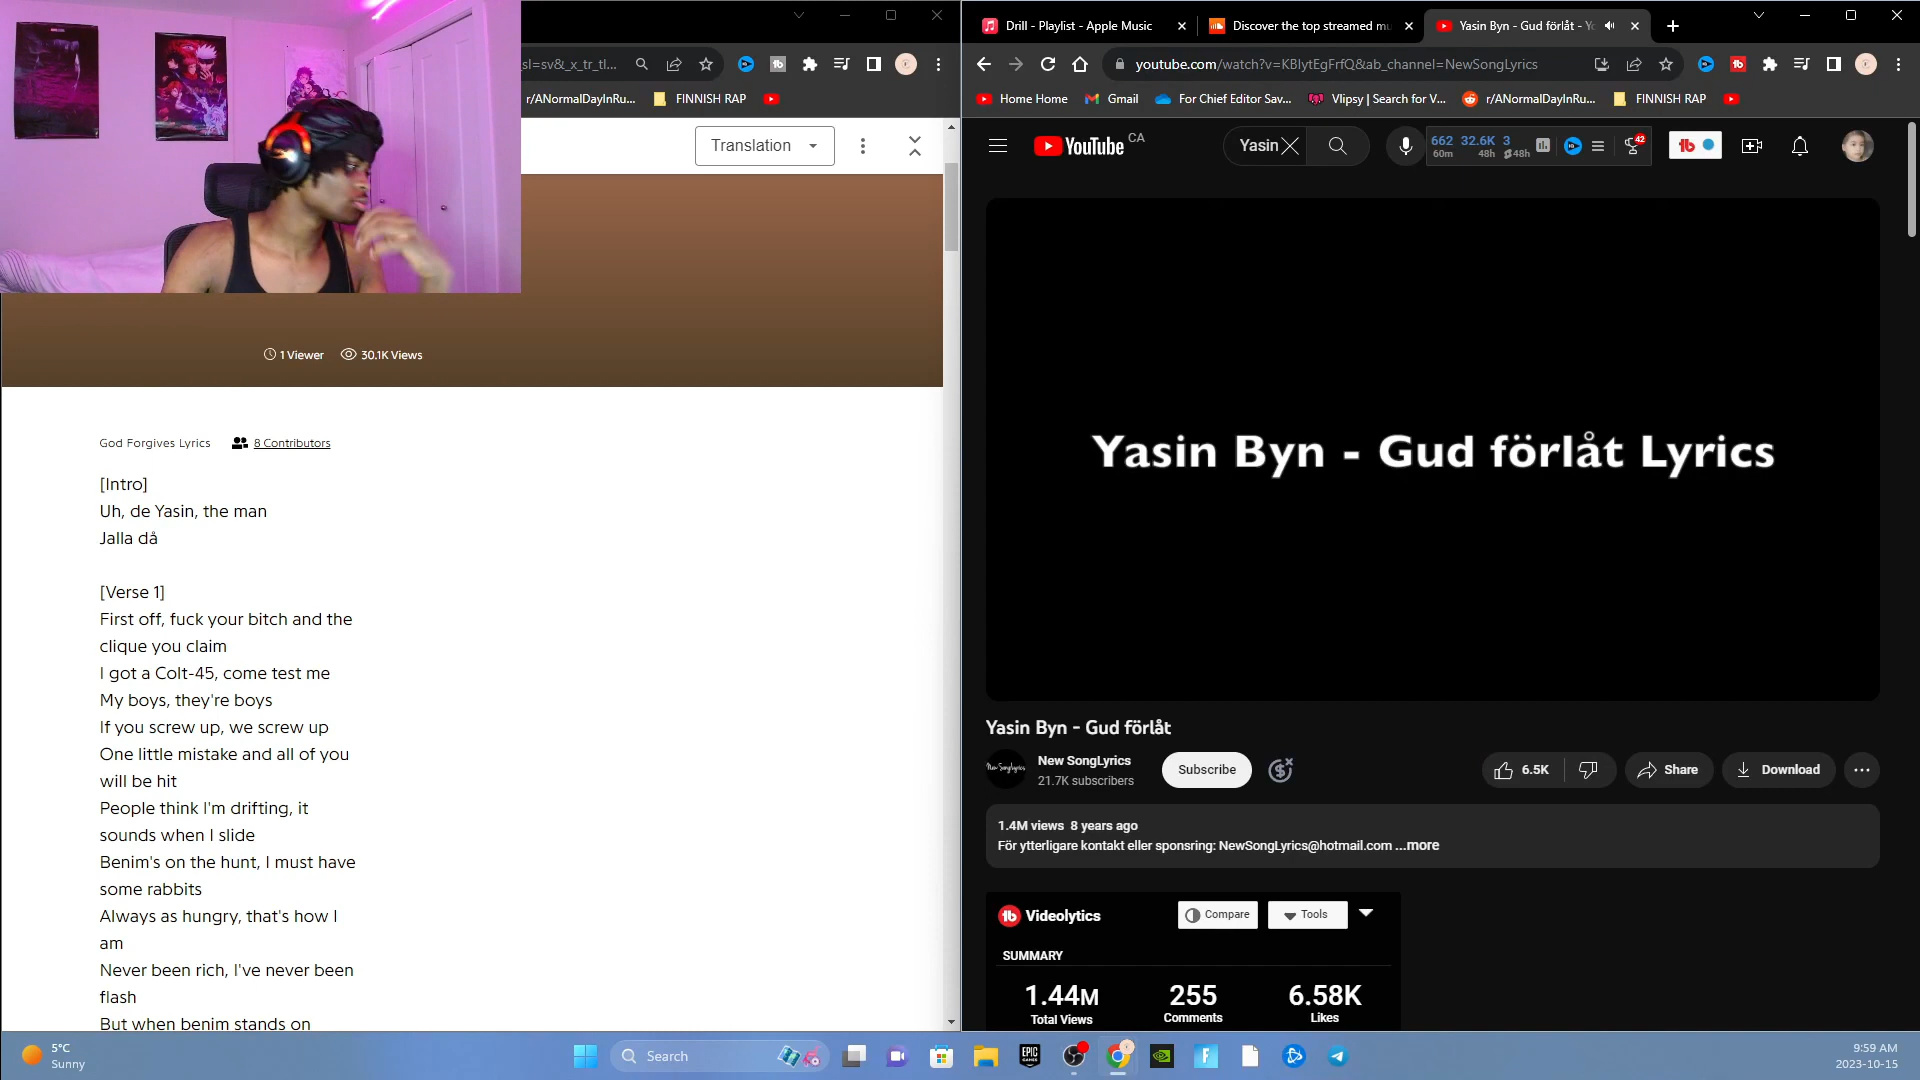 _sl=sv&_x_tr_tl...
r/ANormalDayInRu...
FINNISH RAP
Translation
1 Viewer
30.1K Views
God Forgives Lyrics
8 Contributors
[Intro]
Uh, de Yasin, the man
Jalla då
[Verse 1]
First off, fuck your bitch and the
clique you claim
I got a Colt-45, come test me
My boys, they're boys
If you screw up, we screw up
One little mistake and all of you
will be hit
People think I'm drifting, it
sounds when I slide
Benim's on the hunt, I must have
some rabbits
Always as hungry, that's how I
am
Never been rich, I've never been
flash
But when benim stands on
Drill - Playlist - Apple Music
Discover the top streamed mu
Yasin Byn - Gud förlåt - Yo
youtube.com/watch?v=KBIytEgFrfQ&ab_channel=NewSongLyrics
Home Home
Gmail
For Chief Editor Sav...
Vlipsy | Search for V...
r/ANormalDayInRu...
FINNISH RAP
YouTube CA
Yasin
662 32.6K 3
60m 48h 48h
42
tb
Yasin Byn - Gud förlåt Lyrics
Yasin Byn - Gud förlåt
New SongLyrics
21.7K subscribers
Subscribe
6.5K
Share
Download
1.4M views 8 years ago
För ytterligare kontakt eller sponsring: NewSongLyrics@hotmail.com ...more
tb Videolytics
Compare
Tools
SUMMARY
1.44M
Total Views
255
Comments
6.58K
Likes
5°C
Sunny
Search
EPIC GAMES
9:59 AM
2023-10-15